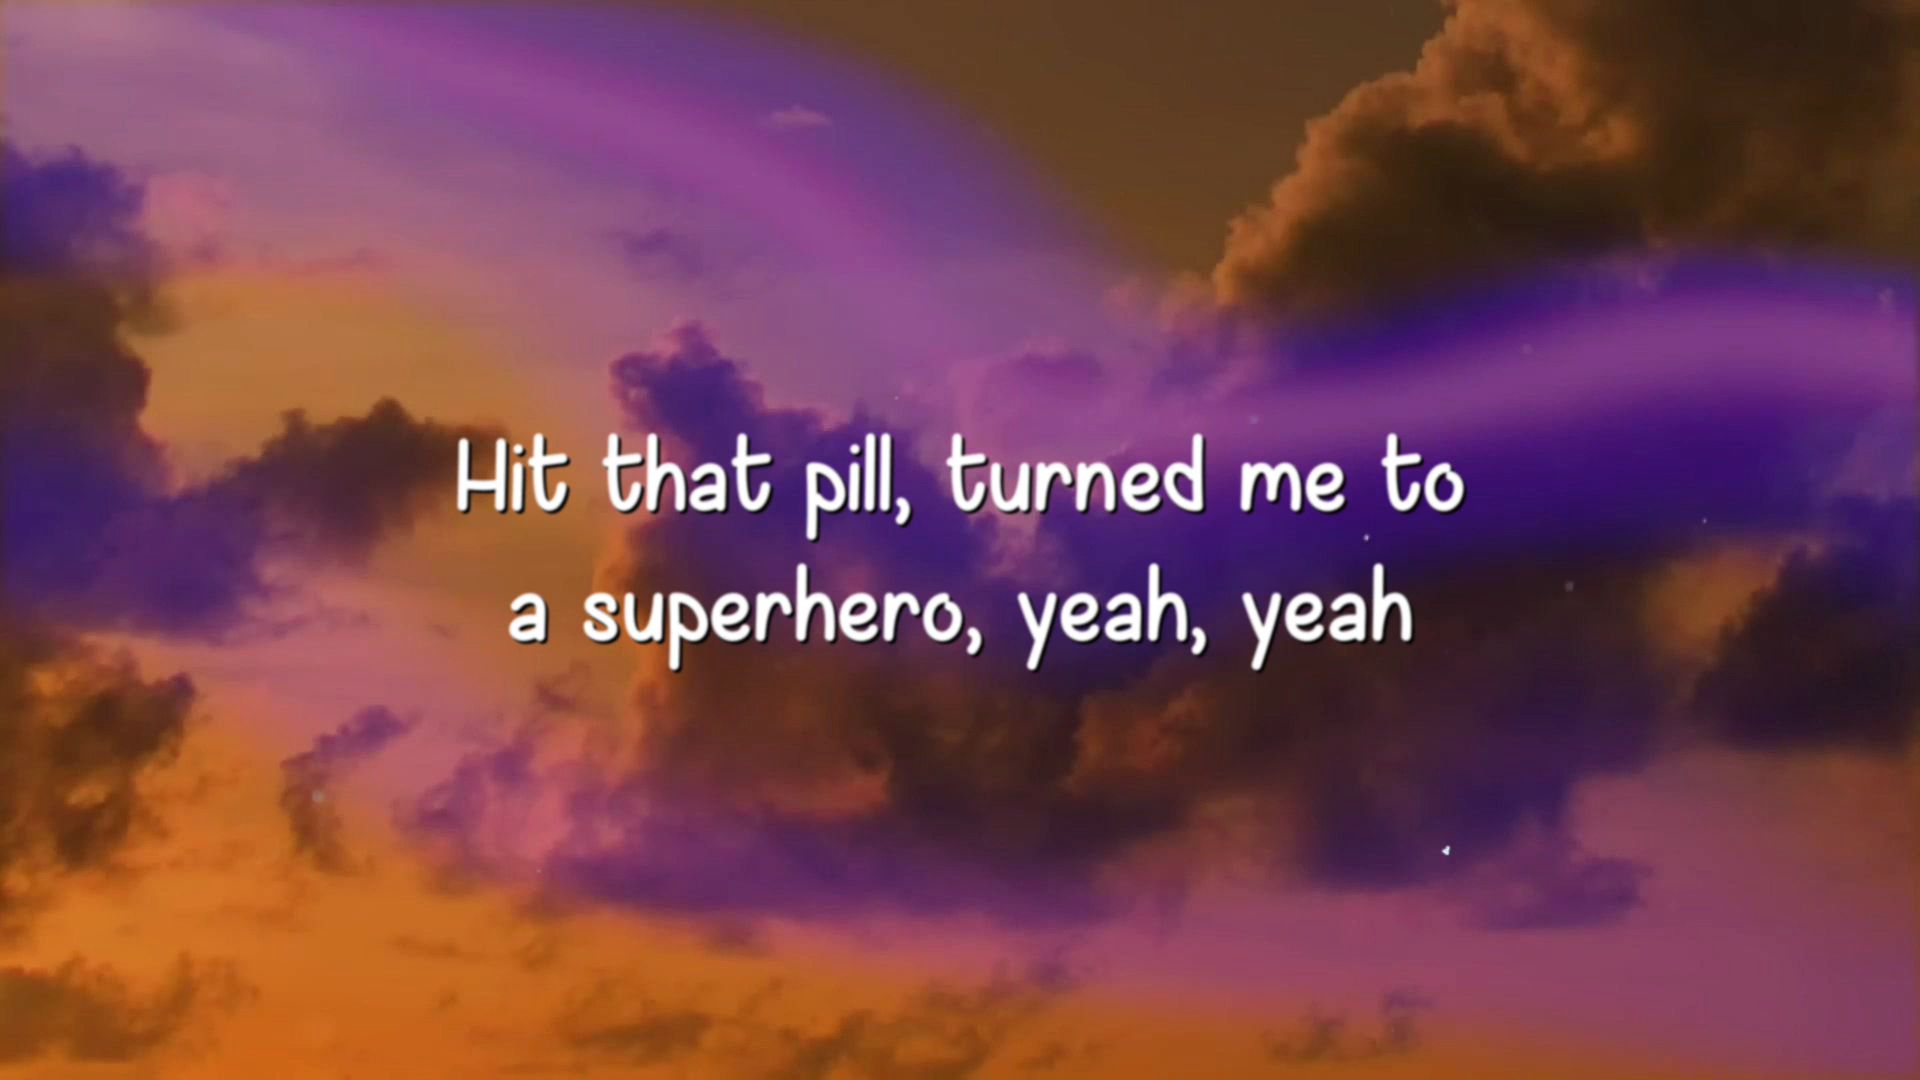 Hit that pill, turned me to
a superhero, yeah, yeah